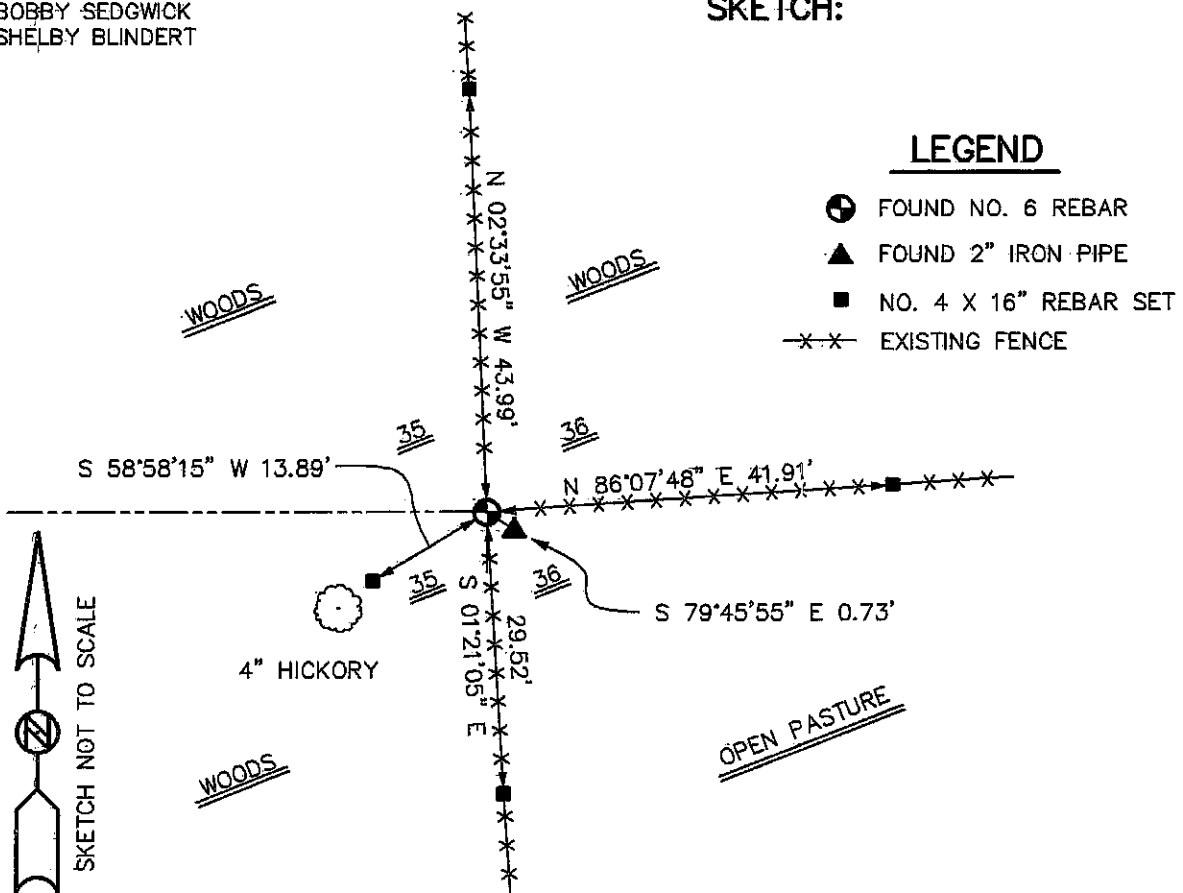 BOBBY SEDGWICK
SHELBY BLINDERT
SKETCH:
LEGEND
FOUND NO. 6 REBAR
FOUND 2" IRON PIPE
NO. 4 X 16" REBAR SET
EXISTING FENCE
N 02°33'55" W 43.99'
WOODS
WOODS
35
36
S 58°58'15" W 13.89'
N 86°07'48" E 41.91'
35
36
S 01°21'05" E
29.52'
S 79°45'55" E 0.73'
4" HICKORY
OPEN PASTURE
WOODS
N
SKETCH NOT TO SCALE